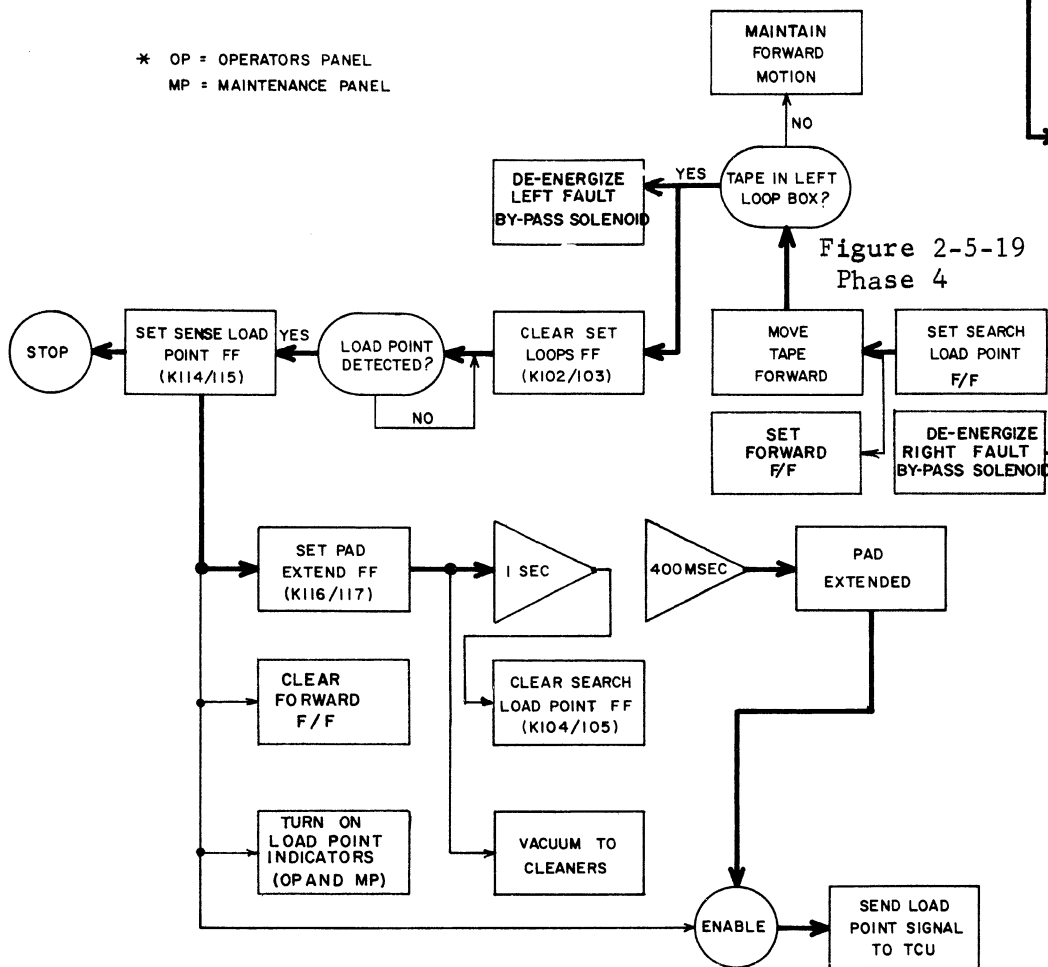 * OP = OPERATORS PANEL
MP = MAINTENANCE PANEL
MAINTAIN
FORWARD
MOTION
NO
TAPE IN LEFT
LOOP BOX?
YES
DE-ENERGIZE
LEFT FAULT
BY-PASS SOLENOID
Figure 2-5-19
Phase 4
STOP
SET SENSE LOAD
POINT FF
(K114/115)
YES
LOAD POINT
DETECTED?
NO
CLEAR SET
LOOPS FF
(K102/103)
MOVE
TAPE
FORWARD
SET SEARCH
LOAD POINT
F/F
SET
FORWARD
F/F
DE-ENERGIZE
RIGHT FAULT
BY-PASS SOLENOID
SET PAD
EXTEND FF
(K116/117)
1 SEC
400 MSEC
PAD
EXTENDED
CLEAR
FORWARD
F/F
CLEAR SEARCH
LOAD POINT FF
(K104/105)
TURN ON
LOAD POINT
INDICATORS
(OP AND MP)
VACUUM TO
CLEANERS
ENABLE
SEND LOAD
POINT SIGNAL
TO TCU